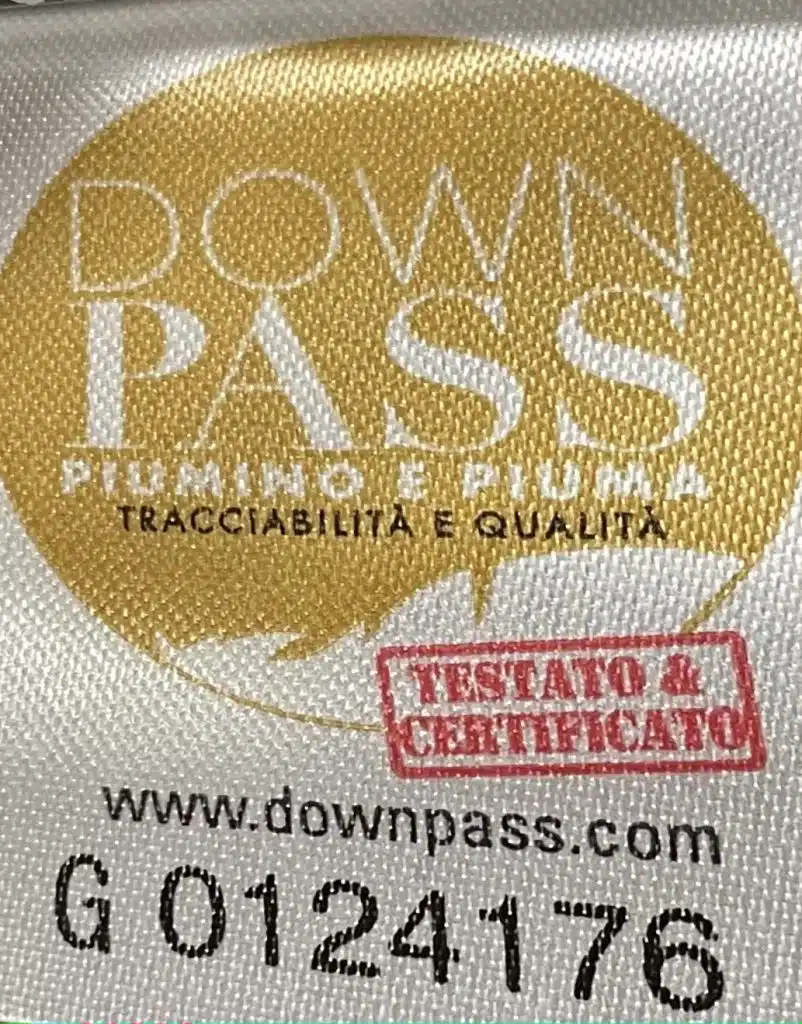 DOWN
PASS
PIUMINO E PIUMA
TRACCIABILITÀ E QUALITÀ
TESTATO &
CERTIFICATO
www.downpass.com
G 0124176